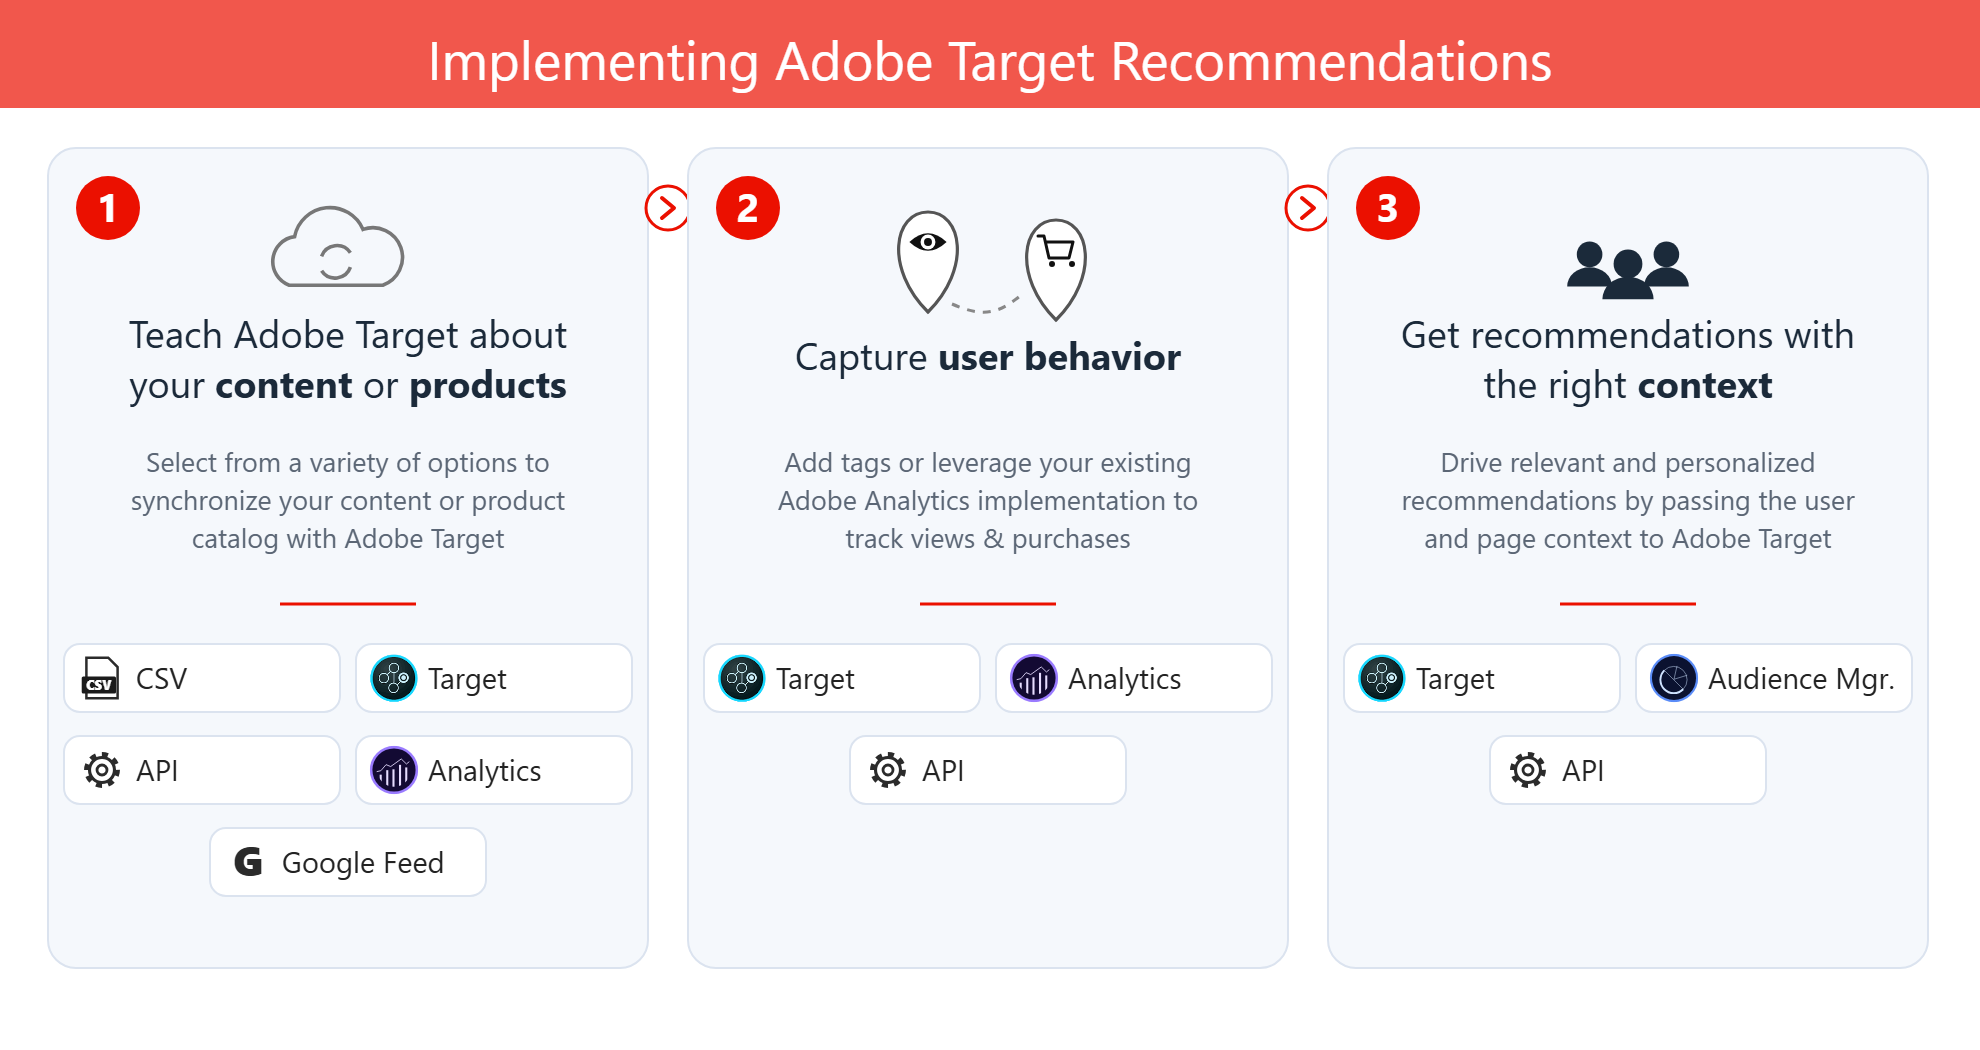 Implementing Adobe Target Recommendations
1
Teach Adobe Target about
your content or products
Select from a variety of options to
synchronize your content or product
catalog with Adobe Target
CSV
CSV
Target
API
Analytics
G
Google Feed
2
Capture user behavior
Add tags or leverage your existing
Adobe Analytics implementation to
track views & purchases
Target
Analytics
API
3
Get recommendations with
the right context
Drive relevant and personalized
recommendations by passing the user
and page context to Adobe Target
Target
Audience Mgr.
API